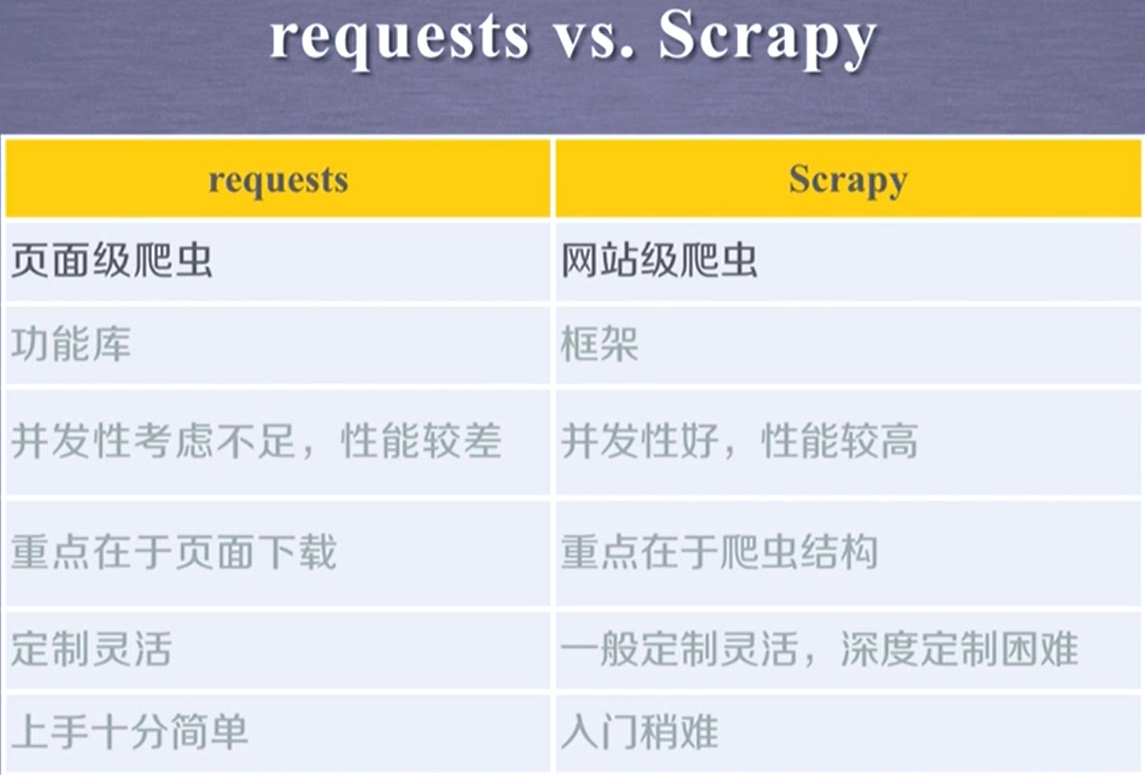 requests vs. Scrapy
requests
Scrapy
页面级爬虫
网站级爬虫
功能库
框架
并发性考虑不足，性能较差
并发性好，性能较高
重点在于页面下载
重点在于爬虫结构
定制灵活
一般定制灵活，深度定制困难
上手十分简单
入门稍难